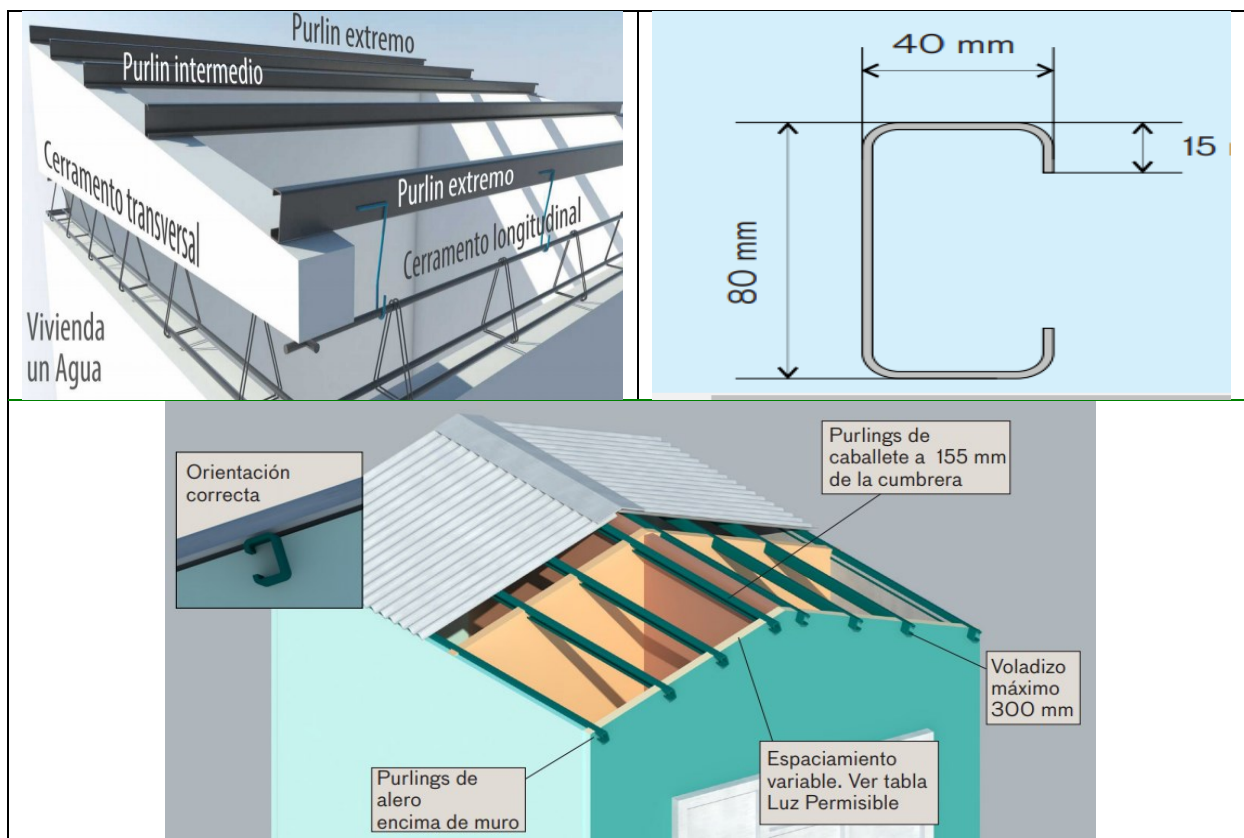 Purlin extremo
Purlin intermedio
Purlin extremo
Cerramento transversal
Cerramento longitudinal
Vivienda
un Agua
40 mm
15
80 mm
Orientación
correcta
Purlings de
caballete a 155 mm
de la cumbrera
Voladizo
máximo
300 mm
Espaciamiento
variable. Ver tabla
Luz Permisible
Purlings de
alero
encima de muro